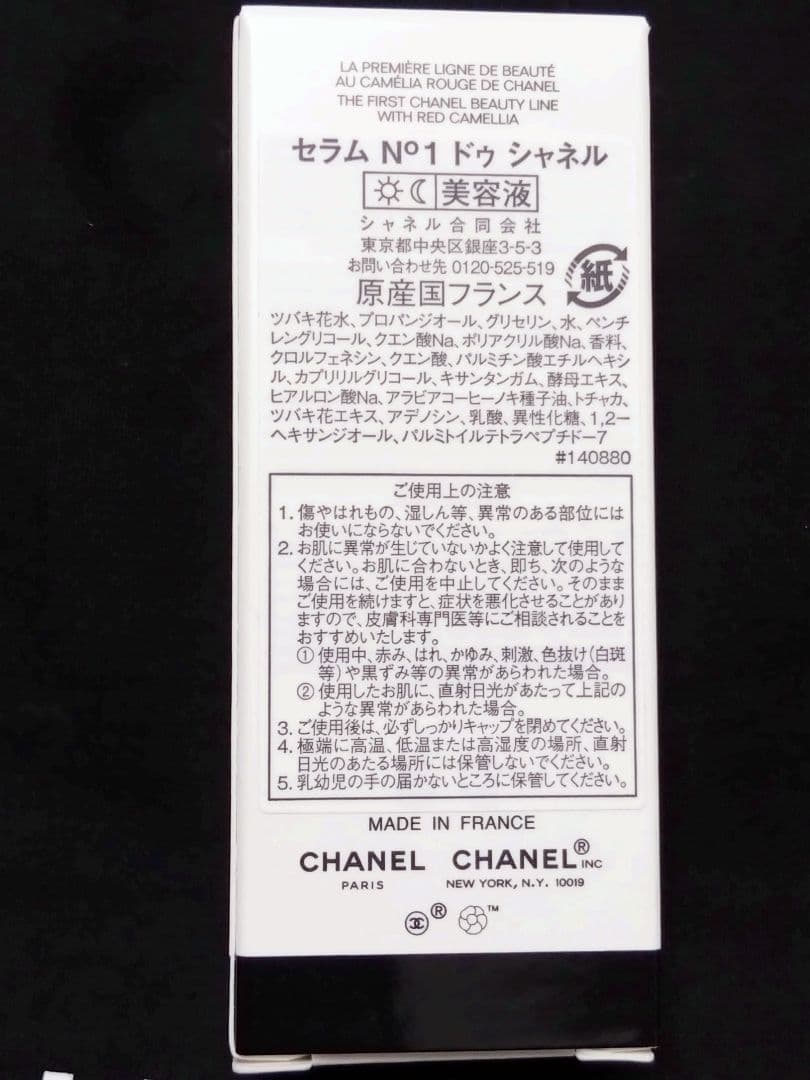 LA PREMIÈRE LIGNE DE BEAUTÉ
AU CAMÉLIA ROUGE DE CHANEL
THE FIRST CHANEL BEAUTY LINE
WITH RED CAMELLIA
セラム Nº1 ドゥ シャネル
美容液
シャネル合同会社
東京都中央区銀座3-5-3
お問い合わせ先 0120-525-519
紙
原産国フランス
ツバキ花水、プロパンジオール、グリセリン、水、ペンチ
レングリコール、クエン酸Na、ポリアクリル酸Na、香料、
クロルフェネシン、クエン酸、パルミチン酸エチルヘキシ
ル、カプリリルグリコール、キサンタンガム、酵母エキス、
ヒアルロン酸Na、アラビアコーヒーノキ種子油、トチャカ、
ツバキ花エキス、アデノシン、乳酸、異性化糖、1,2－
ヘキサンジオール、パルミトイルテトラペプチド－7
#140880
ご使用上の注意
1. 傷やはれもの、湿しん等、異常のある部位には
お使いにならないでください。
2. お肌に異常が生じていないかよく注意して使用して
ください。お肌に合わないとき、即ち、次のような
場合には、ご使用を中止してください。そのまま
ご使用を続けますと、症状を悪化させることがあり
ますので、皮膚科専門医等にご相談されることを
おすすめいたします。
① 使用中、赤み、はれ、かゆみ、刺激、色抜け(白斑
等)や黒ずみ等の異常があらわれた場合。
② 使用したお肌に、直射日光があたって上記の
ような異常があらわれた場合。
3. ご使用後は、必ずしっかりキャップを閉めてください。
4. 極端に高温、低温または高湿度の場所、直射
日光のあたる場所には保管しないでください。
5. 乳幼児の手の届かないところに保管してください。
MADE IN FRANCE
CHANEL CHANEL® INC
PARIS NEW YORK, N.Y. 10019
® ™